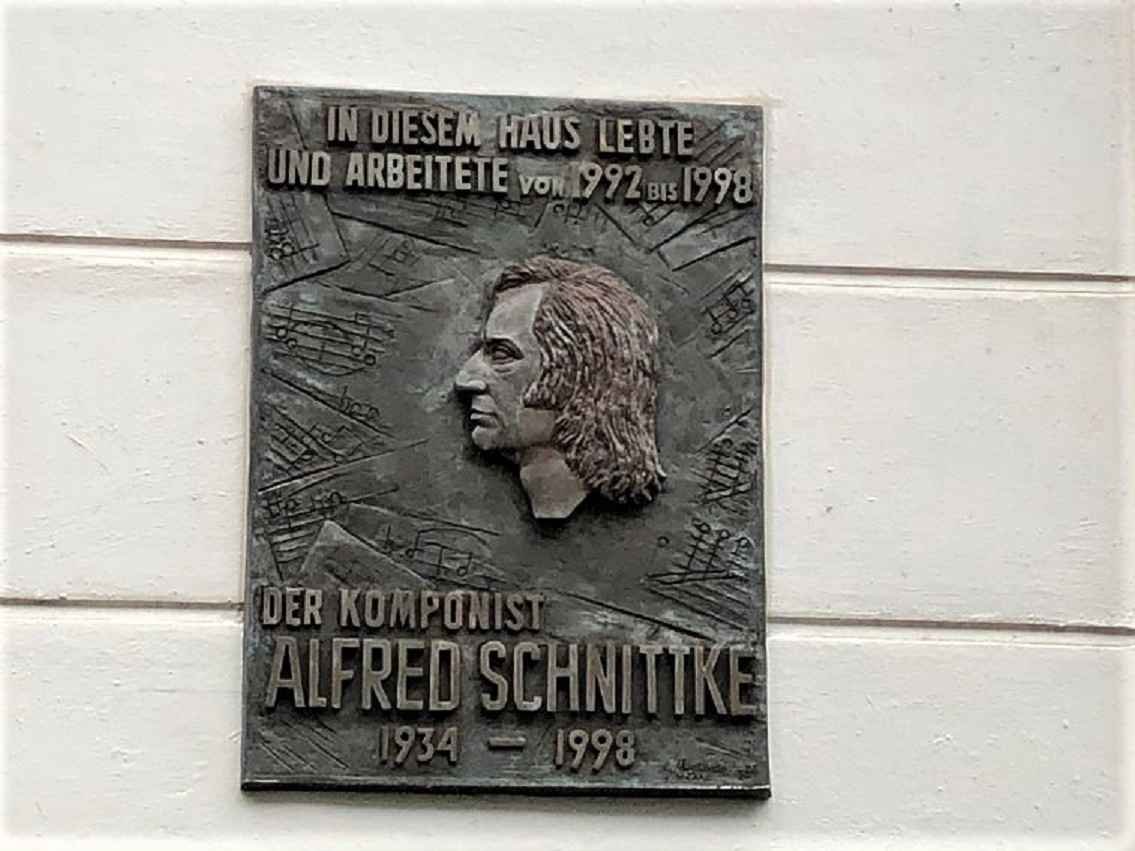 IN DIESEM HAUS LEBTE
UND ARBEITETE VON 1992 BIS 1998
DER KOMPONIST
ALFRED SCHNITTKE
1934 – 1998